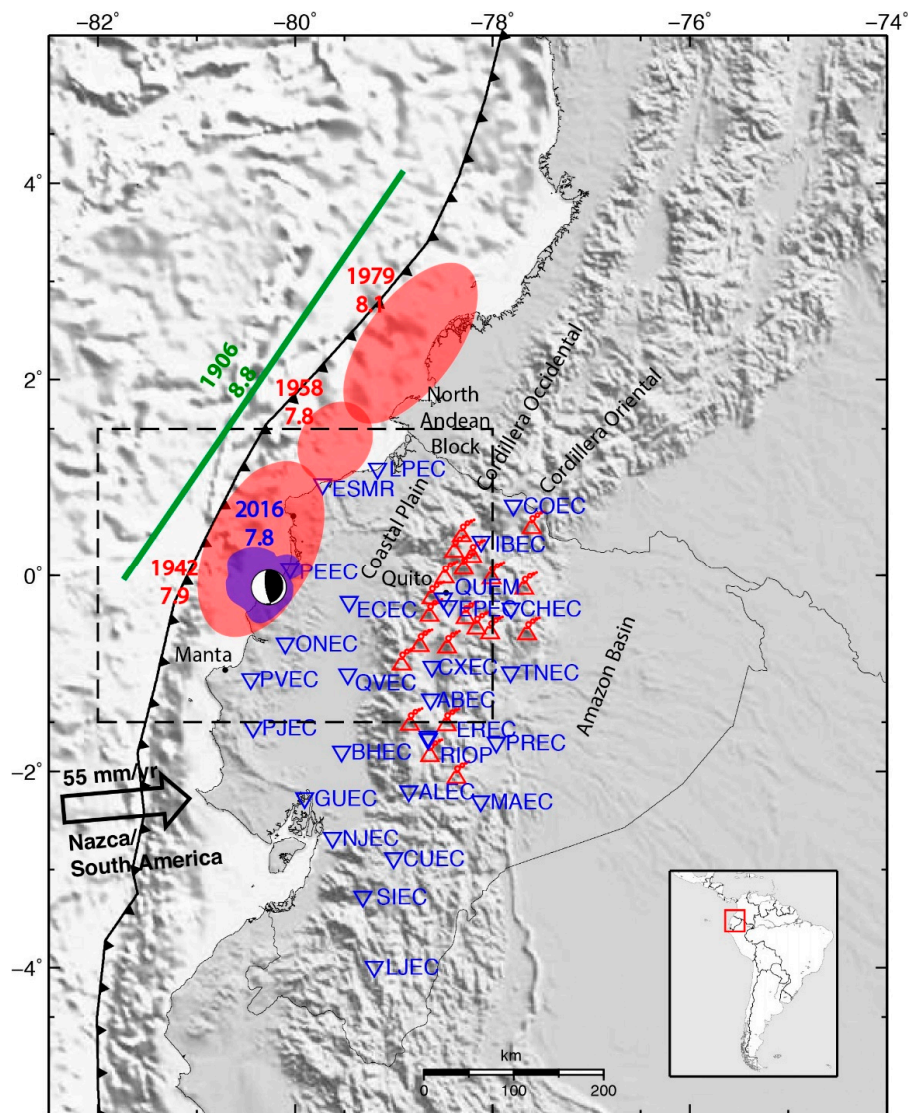 −82˚
−80˚
−78˚
−76˚
−74˚
4˚
2˚
0˚
−2˚
−4˚
1979
8.1
1906
8.8
1958
7.8
North
Andean
Block
Cordillera Occidental
Cordillera Oriental
LPEC
ESMR
COEC
2016
7.8
Coastal Plain
IBEC
1942
7.9
PEEC
Quito
QUEM
ECEC
CHEC
ONEC
Manta
PVEC
QVEC
CXEC
TNEC
Amazon Basin
ABEC
PJEC
EREC
BHEC
RIOP
PREC
55 mm/yr
GUEC
ALEC
MAEC
Nazca/
South America
NJEC
CUEC
SIEC
LJEC
km
0
100
200